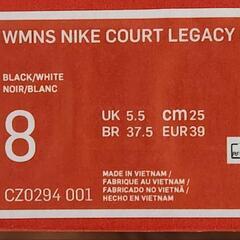 WMNS NIKE COURT LEGACY
BLACK/WHITE
NOIR/BLANC
8
UK 5.5 cm 25
BR 37.5 EUR 39
MADE IN VIETNAM /
FABRIQUE AU VIETNAM /
FABRICADO NO VIETNÃ /
HECHO EN VIETNAM
CZ0294 001